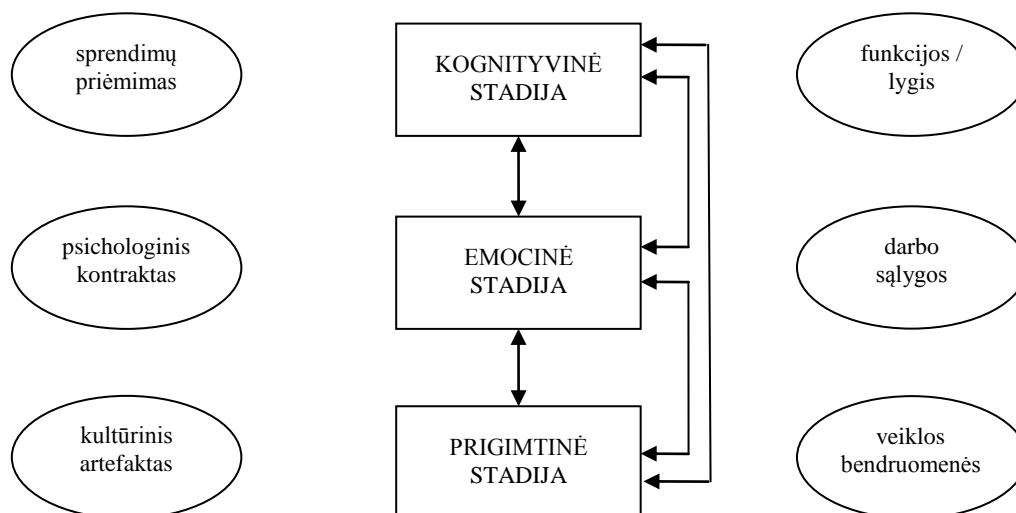 sprendimų
priėmimas
KOGNITYVINĖ
STADIJA
funkcijos /
lygis
psichologinis
kontraktas
EMOCINĖ
STADIJA
darbo
sąlygos
kultūrinis
artefaktas
PRIGIMTINĖ
STADIJA
veiklos
bendruomenės